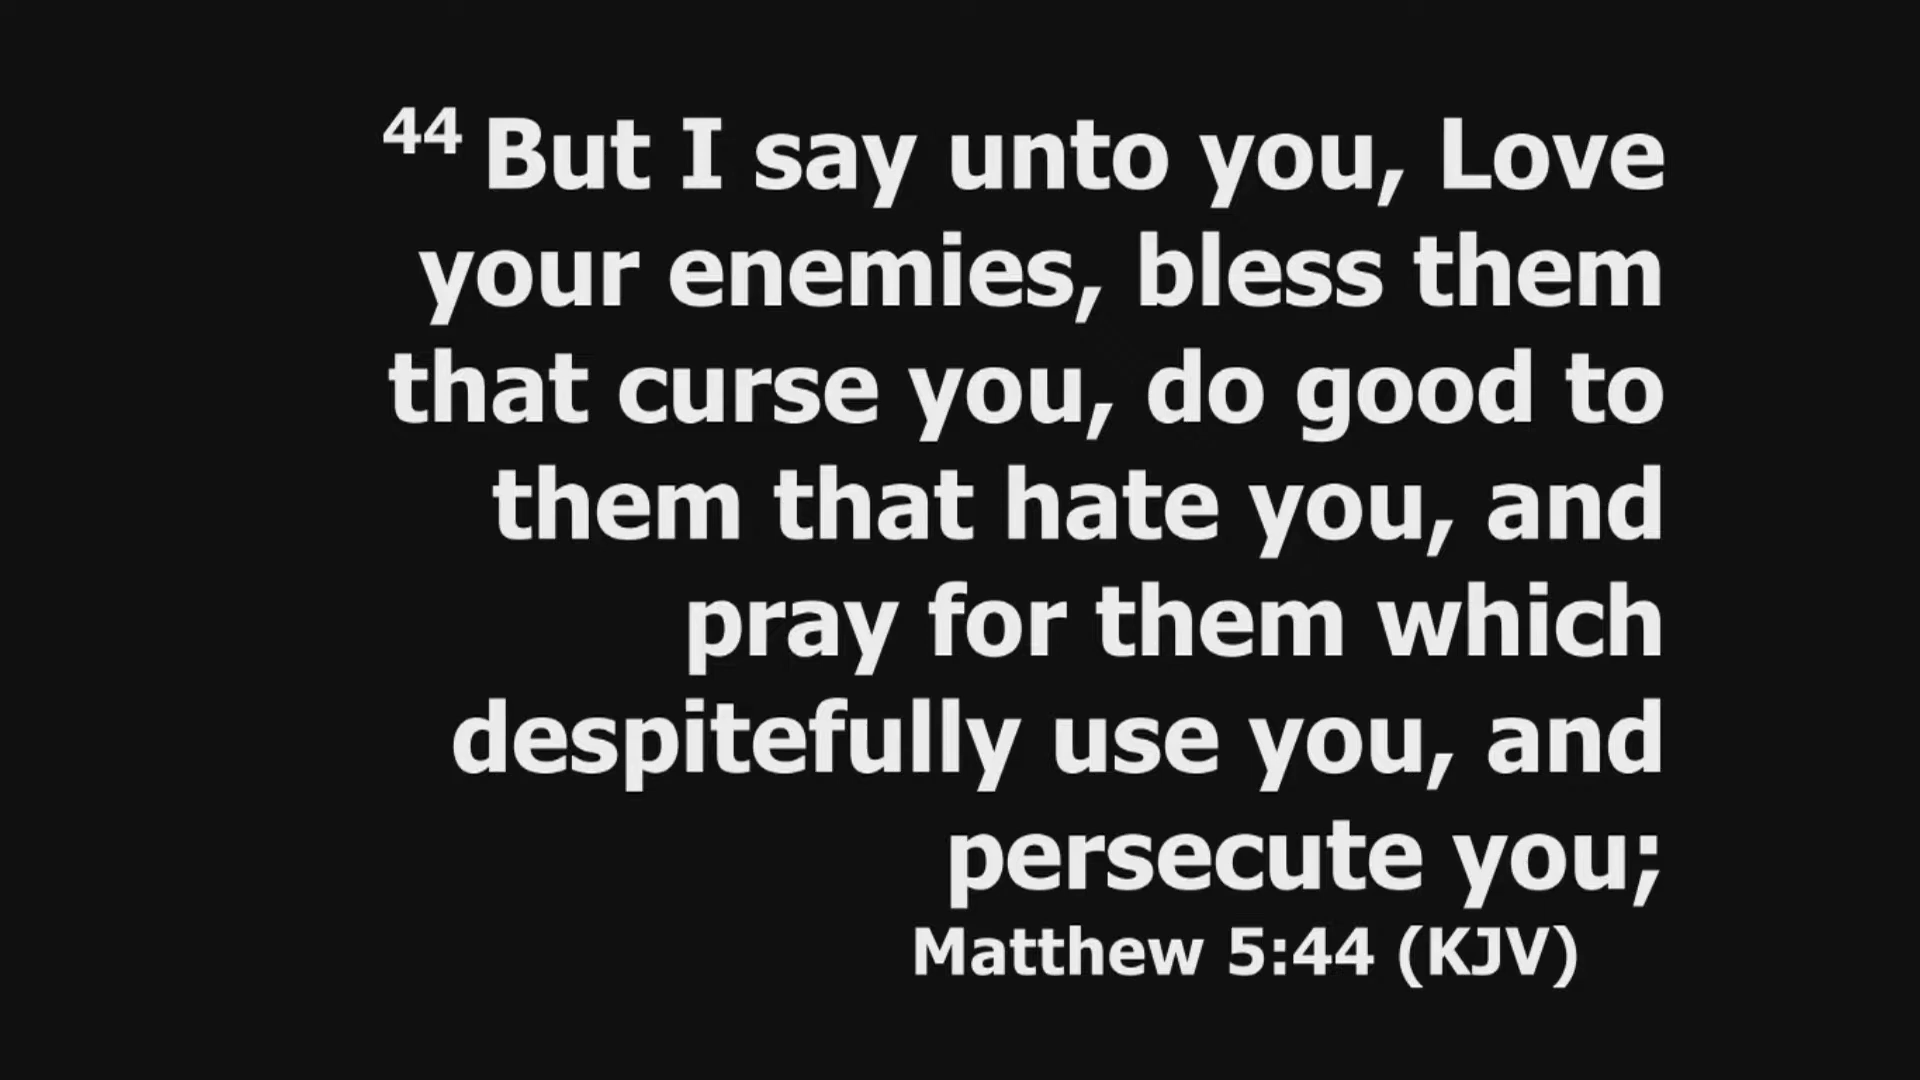 44 But I say unto you, Love
your enemies, bless them
that curse you, do good to
them that hate you, and
pray for them which
despitefully use you, and
persecute you;
Matthew 5:44 (KJV)